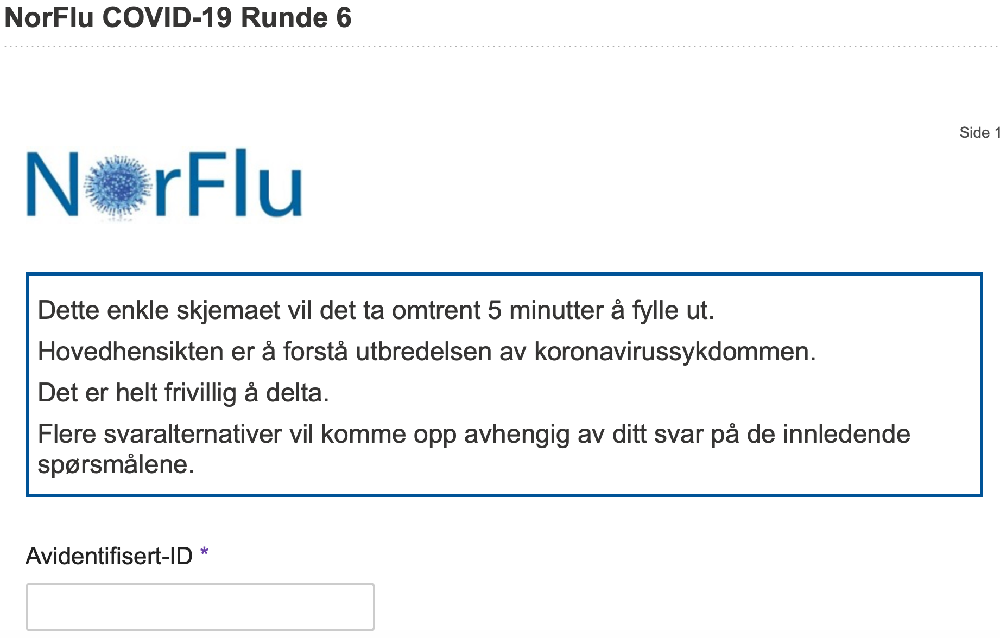 NorFlu COVID-19 Runde 6
Side 1
NorFlu
Dette enkle skjemaet vil det ta omtrent 5 minutter å fylle ut.
Hovedhensikten er å forstå utbredelsen av koronavirussykdommen.
Det er helt frivillig å delta.
Flere svaralternativer vil komme opp avhengig av ditt svar på de innledende
spørsmålene.
Avidentifisert-ID *